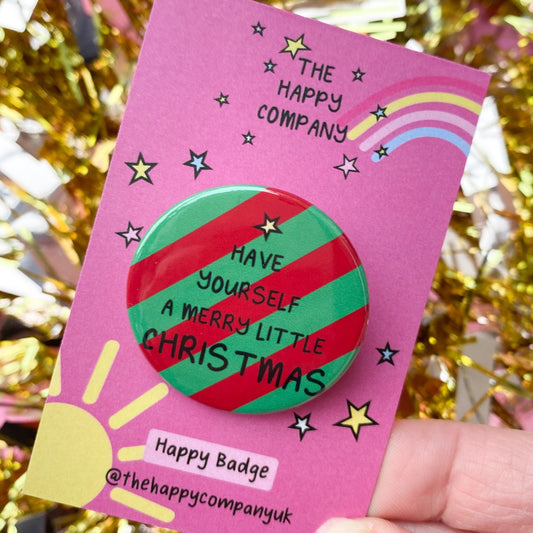 THE
HAPPY
COMPANY
HAVE
YOURSELF
A MERRY LITTLE
CHRISTMAS
Happy Badge
@thehappycompanyuk